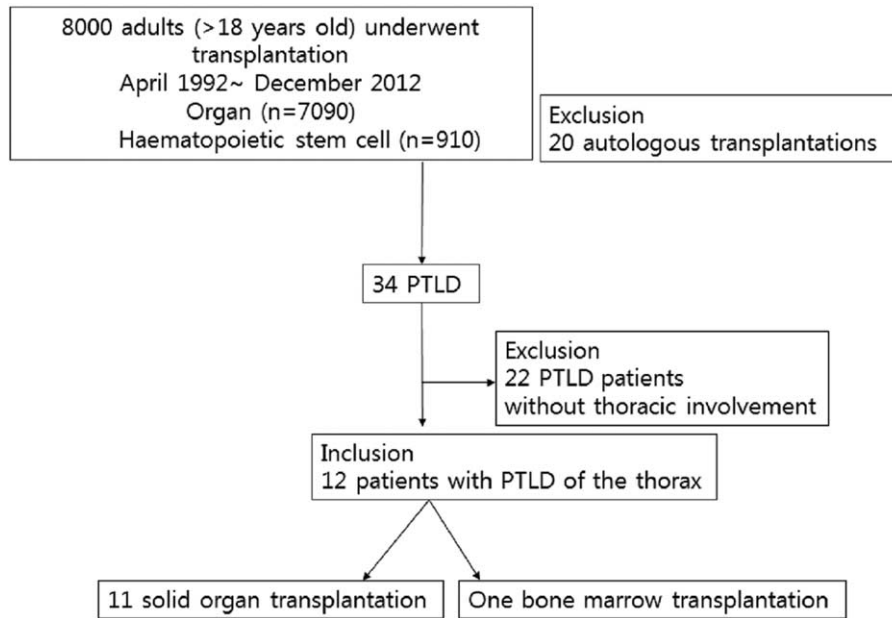 8000 adults (>18 years old) underwent
transplantation
April 1992~ December 2012
Organ (n=7090)
Haematopoietic stem cell (n=910)
Exclusion
20 autologous transplantations
34 PTLD
Exclusion
22 PTLD patients
without thoracic involvement
Inclusion
12 patients with PTLD of the thorax
11 solid organ transplantation
One bone marrow transplantation